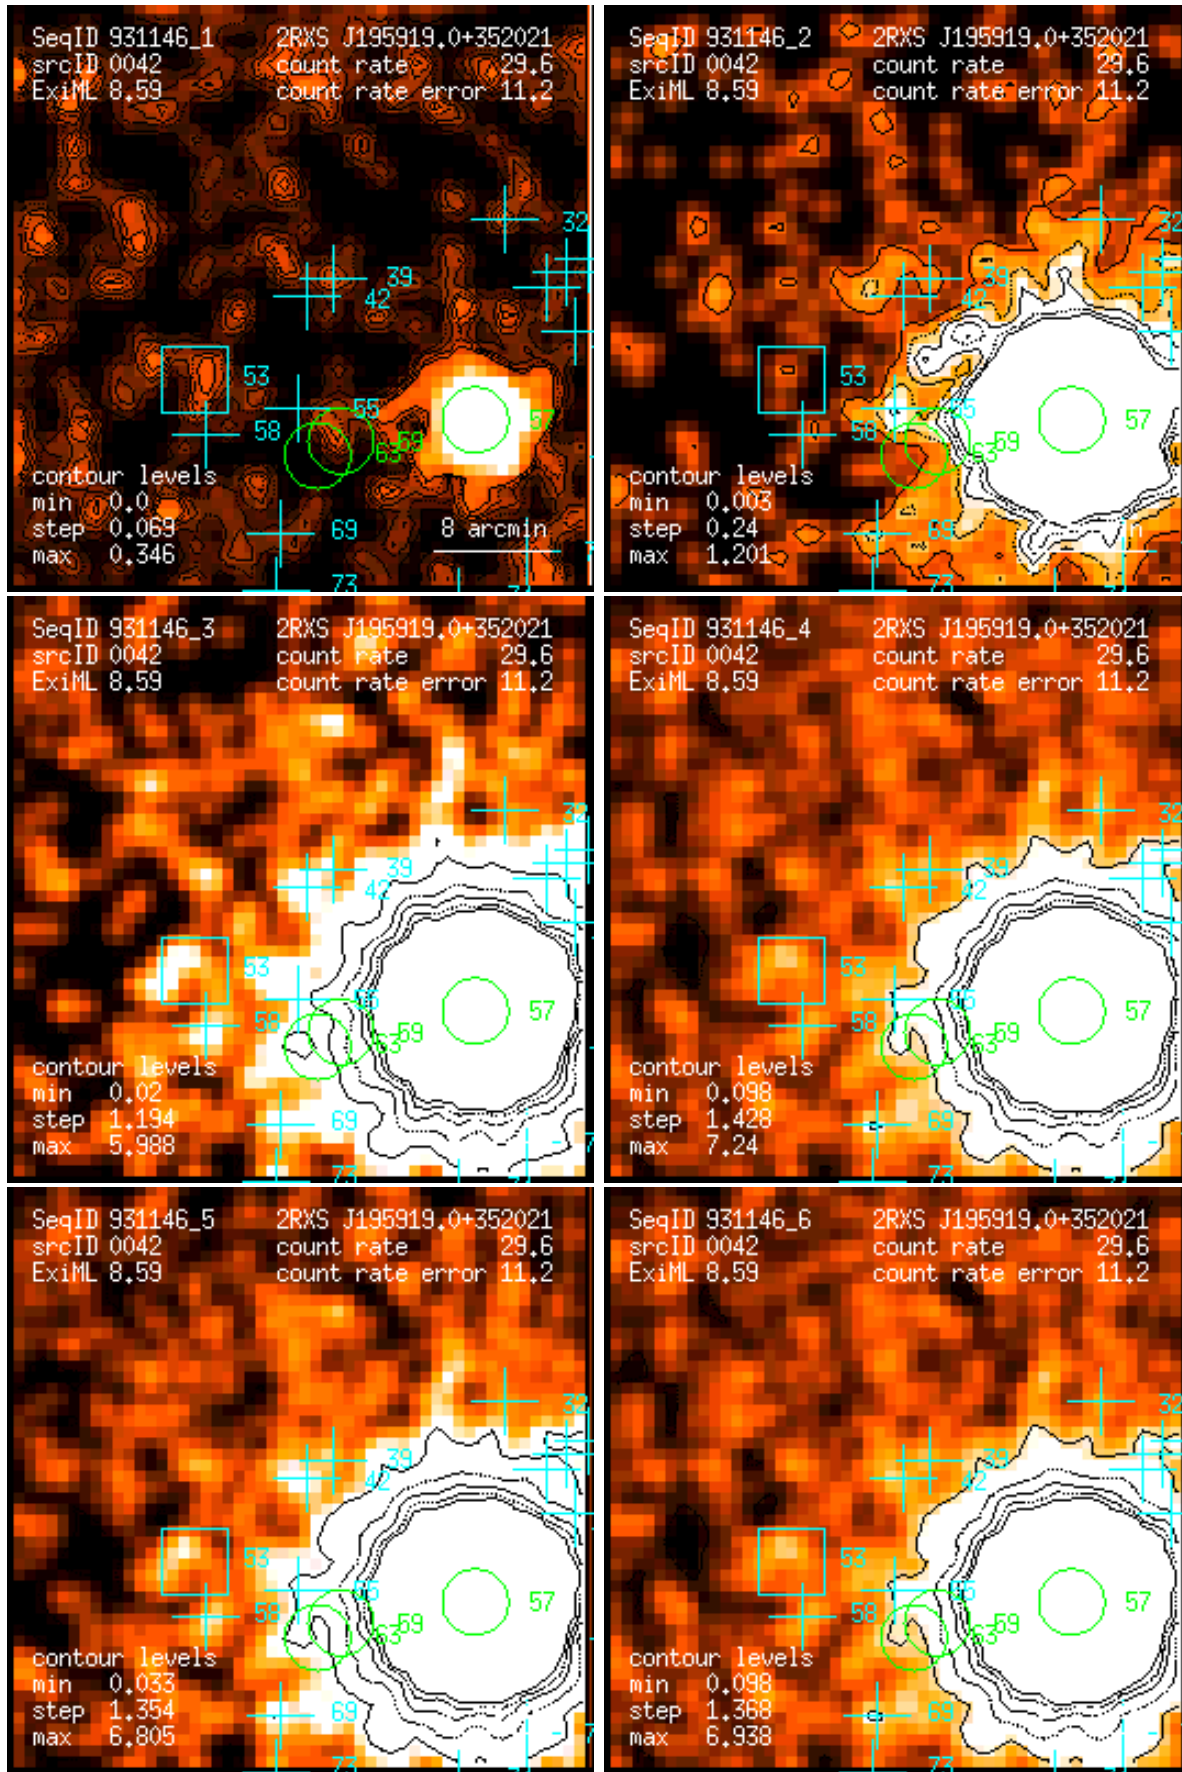 SeqID 931146_1 2RXS J195919.0+352021
srcID 0042 count rate 29.6
ExiML 8.59 count rate error 11.2
32
39
42
53
55
57
58
59
63
69
73
contour levels
min 0.0
step 0.069
max 0.346
8 arcmin
SeqID 931146_2 2RXS J195919.0+352021
srcID 0042 count rate 29.6
ExiML 8.59 count rate error 11.2
32
39
42
53
55
57
58
59
63
69
73
contour levels
min 0.003
step 0.24
max 1.201
SeqID 931146_3 2RXS J195919.0+352021
srcID 0042 count rate 29.6
ExiML 8.59 count rate error 11.2
32
39
42
53
55
57
58
59
63
69
73
contour levels
min 0.02
step 1.194
max 5.988
SeqID 931146_4 2RXS J195919.0+352021
srcID 0042 count rate 29.6
ExiML 8.59 count rate error 11.2
32
39
42
53
55
57
58
59
63
69
73
contour levels
min 0.098
step 1.428
max 7.24
SeqID 931146_5 2RXS J195919.0+352021
srcID 0042 count rate 29.6
ExiML 8.59 count rate error 11.2
32
39
42
53
55
57
58
59
63
69
73
contour levels
min 0.033
step 1.354
max 6.805
SeqID 931146_6 2RXS J195919.0+352021
srcID 0042 count rate 29.6
ExiML 8.59 count rate error 11.2
32
39
42
53
55
57
58
59
63
69
73
contour levels
min 0.098
step 1.368
max 6.938